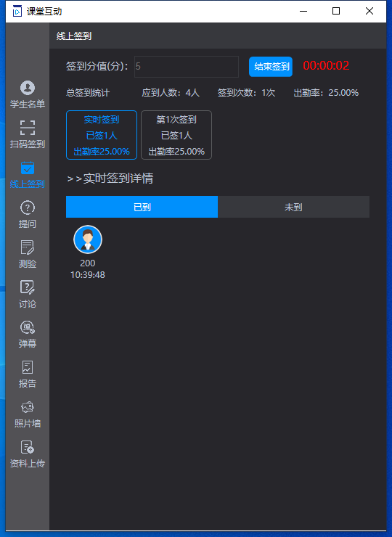 课堂互动
线上签到
学生名单
扫码签到
线上签到
提问
测验
讨论
弹幕
报告
照片墙
资料上传
签到分值(分): 5 结束签到 00:00:02
总签到统计 应到人数：4人 签到次数：1次 出勤率：25.00%
实时签到
已签1人
出勤率25.00%
第1次签到
已签1人
出勤率25.00%
>>实时签到详情
已到 未到
200
10:39:48